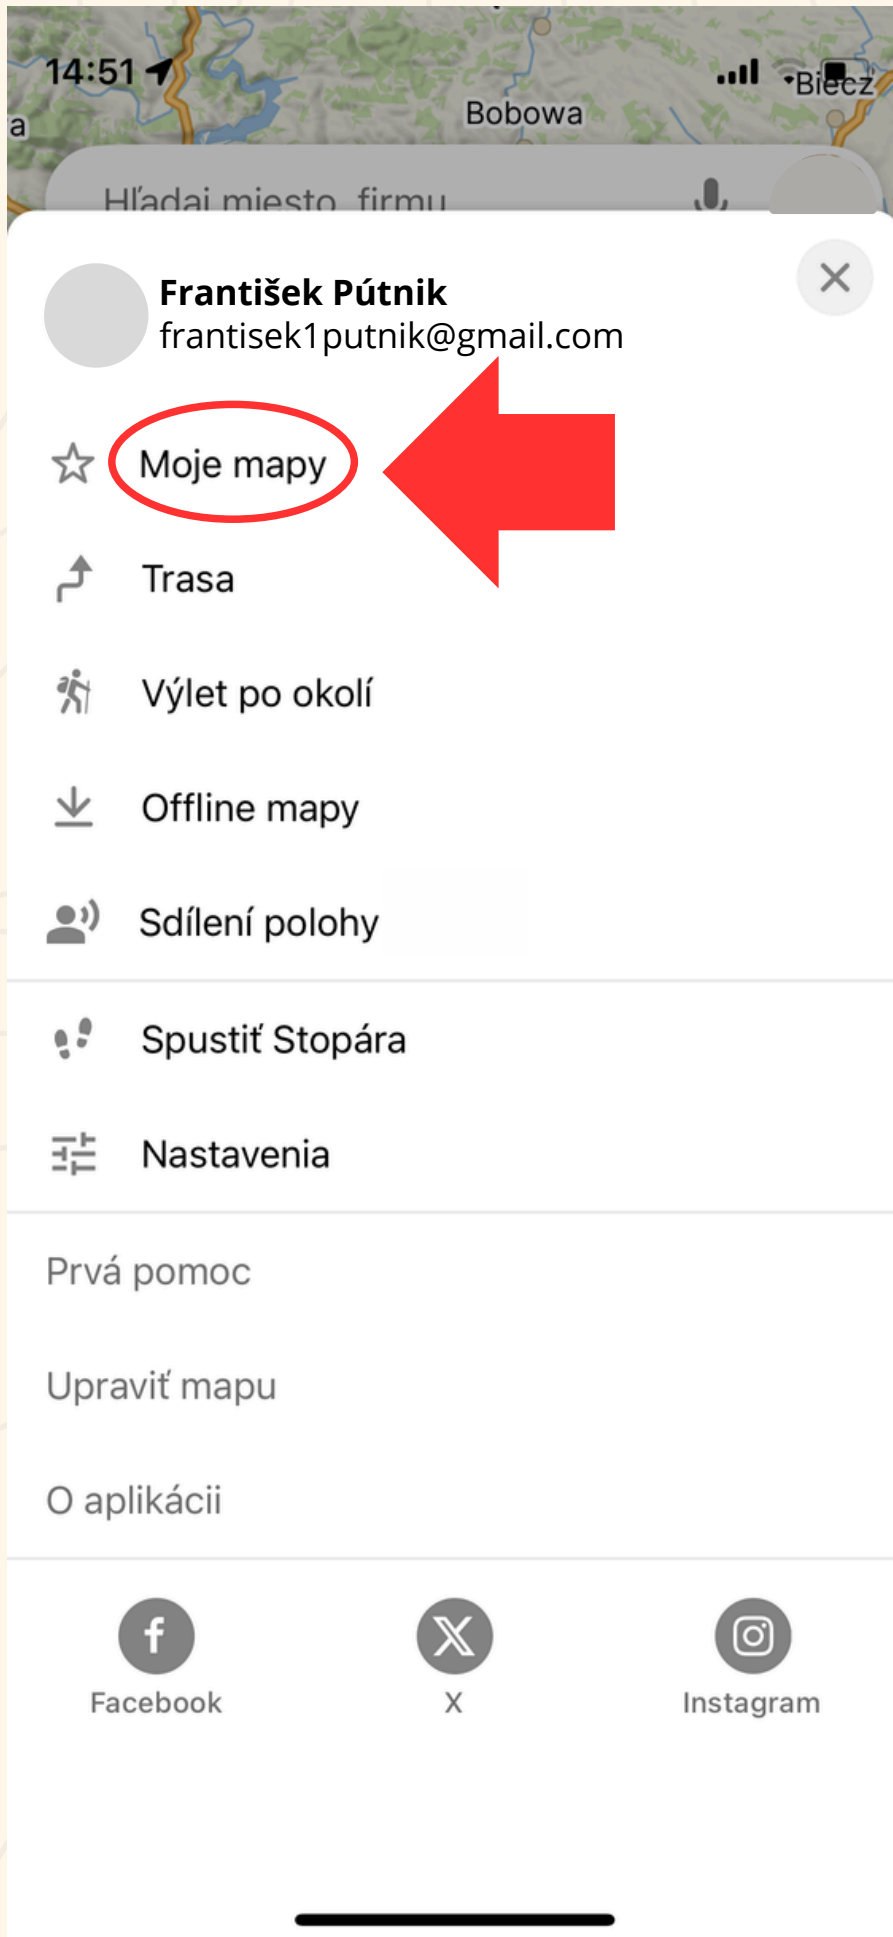 14:51
Biecz
Bobowa
a
Hľadaj miesto, firmu
František Pútnik
frantisek1putnik@gmail.com
Moje mapy
Trasa
Výlet po okolí
Offline mapy
Sdílení polohy
Spustiť Stopára
Nastavenia
Prvá pomoc
Upraviť mapu
O aplikácii
Facebook
X
Instagram